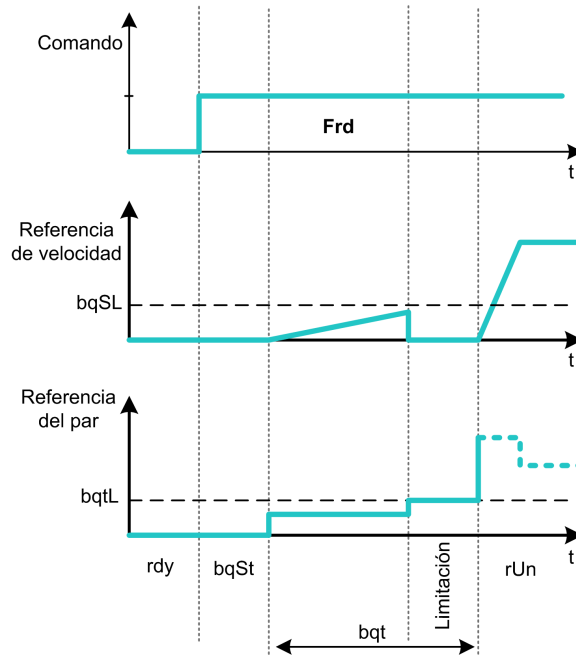 Comando
Frd
t
Referencia
de velocidad
bqSL
t
Referencia
del par
bqtL
t
rdy
bqSt
Limitación
rUn
bqt